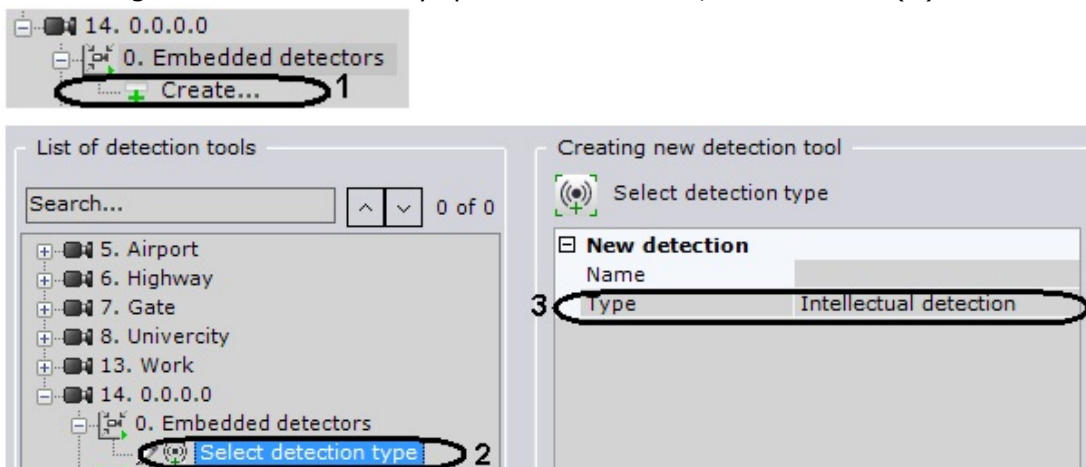 14. 0.0.0.0
0. Embedded detectors
Create... 1
List of detection tools
Search...
0 of 0
5. Airport
6. Highway
7. Gate
8. Univercity
13. Work
14. 0.0.0.0
0. Embedded detectors
Select detection type 2
Creating new detection tool
Select detection type
New detection
Name
3 Type Intellectual detection